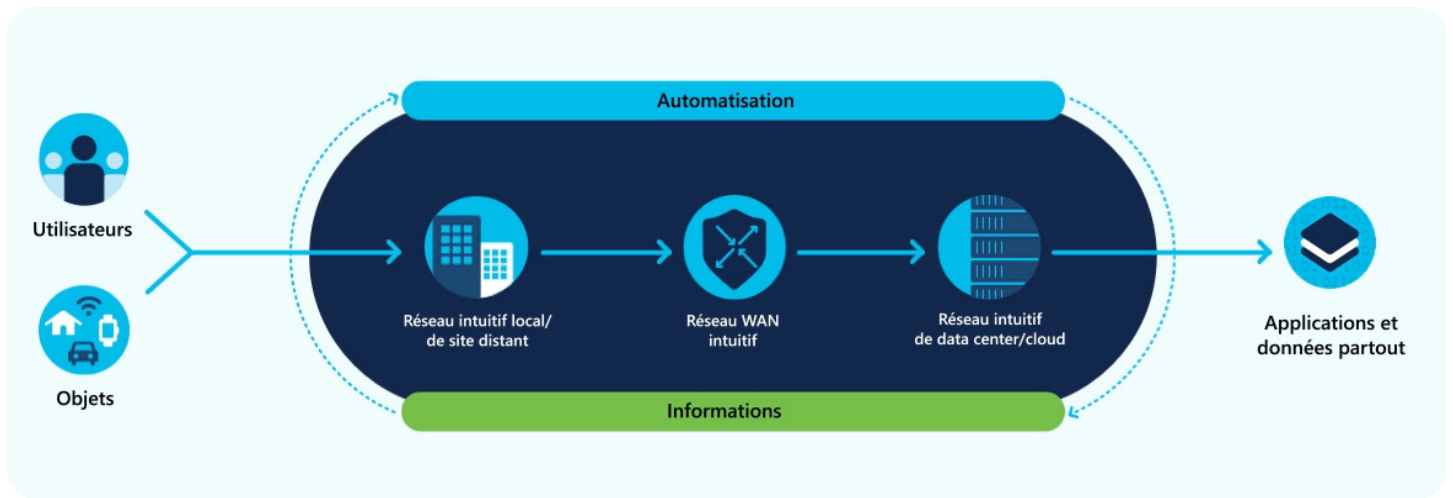 Automatisation
Utilisateurs
Objets
Réseau intuitif local/
de site distant
Réseau WAN
intuitif
Réseau intuitif
de data center/cloud
Applications et
données partout
Informations